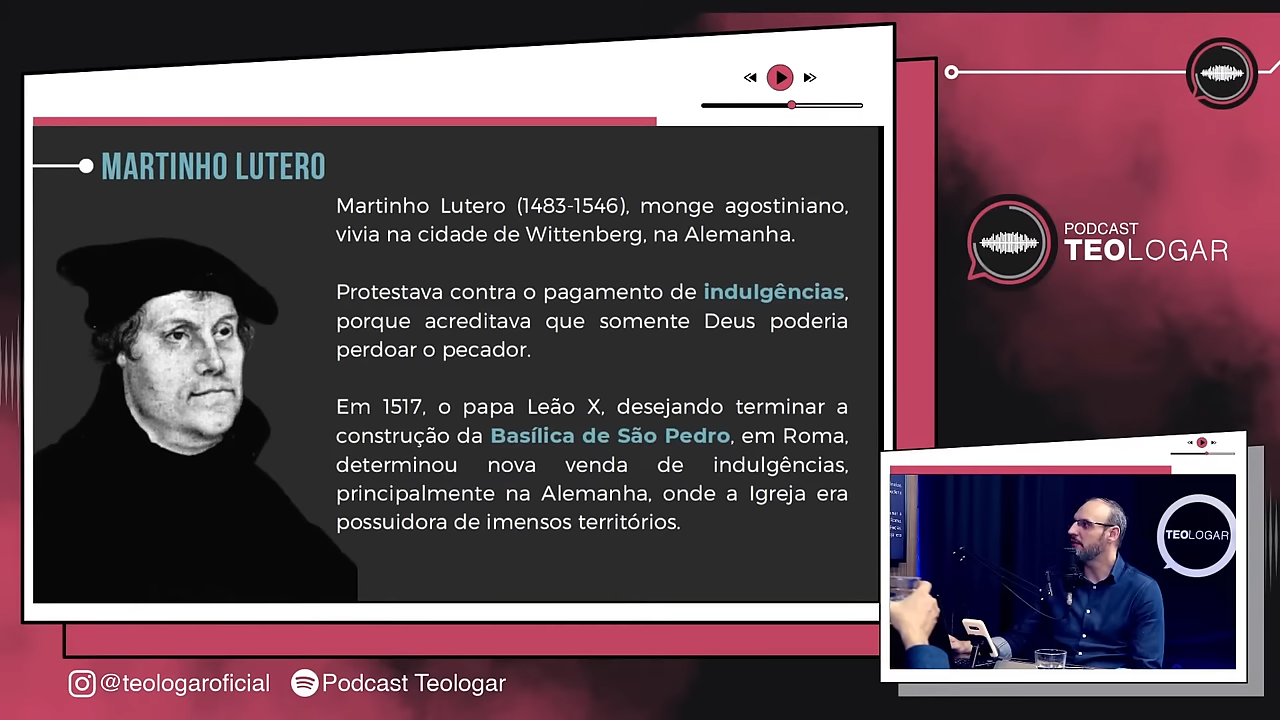 MARTINHO LUTERO
Martinho Lutero (1483-1546), monge agostiniano,
vivia na cidade de Wittenberg, na Alemanha.
Protestava contra o pagamento de indulgências,
porque acreditava que somente Deus poderia
perdoar o pecador.
Em 1517, o papa Leão X, desejando terminar a
construção da Basílica de São Pedro, em Roma,
determinou nova venda de indulgências,
principalmente na Alemanha, onde a Igreja era
possuidora de imensos territórios.
PODCAST
TEOLOGAR
TEOLOGAR
@teologaroficial
Podcast Teologar